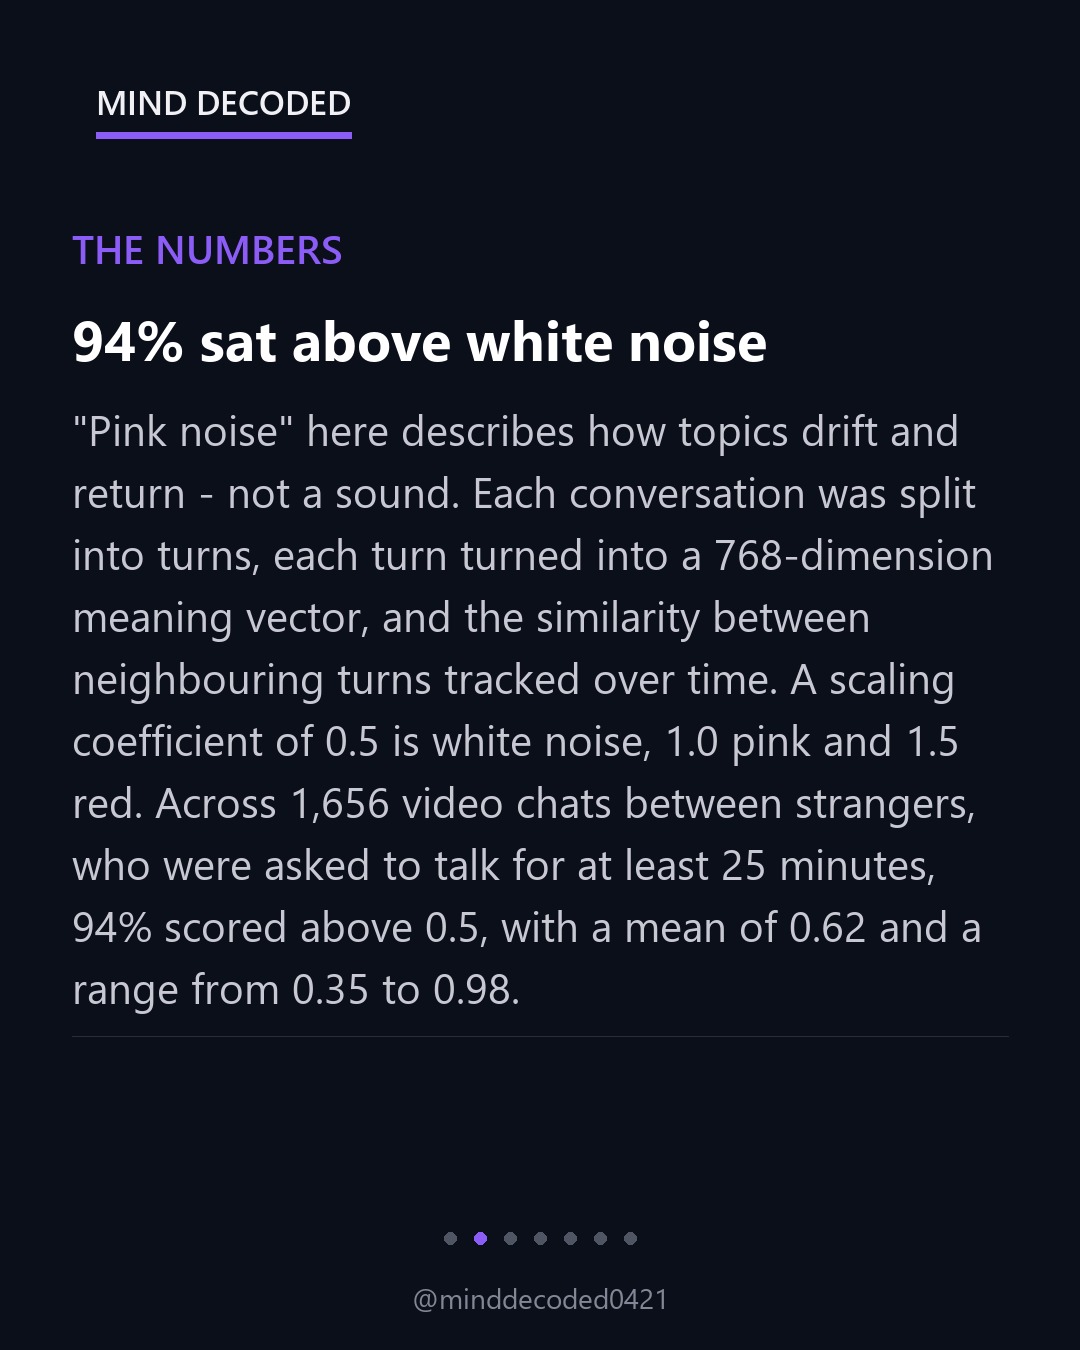 MIND DECODED
THE NUMBERS
94% sat above white noise
"Pink noise" here describes how topics drift and
return - not a sound. Each conversation was split
into turns, each turn turned into a 768-dimension
meaning vector, and the similarity between
neighbouring turns tracked over time. A scaling
coefficient of 0.5 is white noise, 1.0 pink and 1.5
red. Across 1,656 video chats between strangers,
who were asked to talk for at least 25 minutes,
94% scored above 0.5, with a mean of 0.62 and a
range from 0.35 to 0.98.
@minddecoded0421